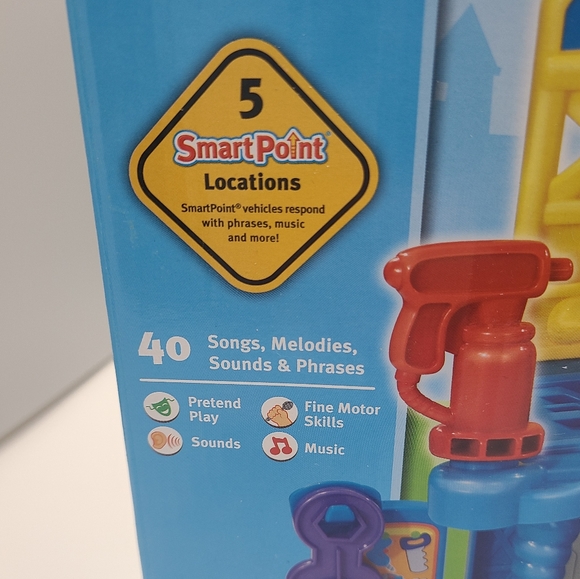 5
SmartPoint®
Locations
SmartPoint® vehicles respond
with phrases, music
and more!
40 Songs, Melodies,
Sounds & Phrases
Pretend
Play
Fine Motor
Skills
Sounds
Music